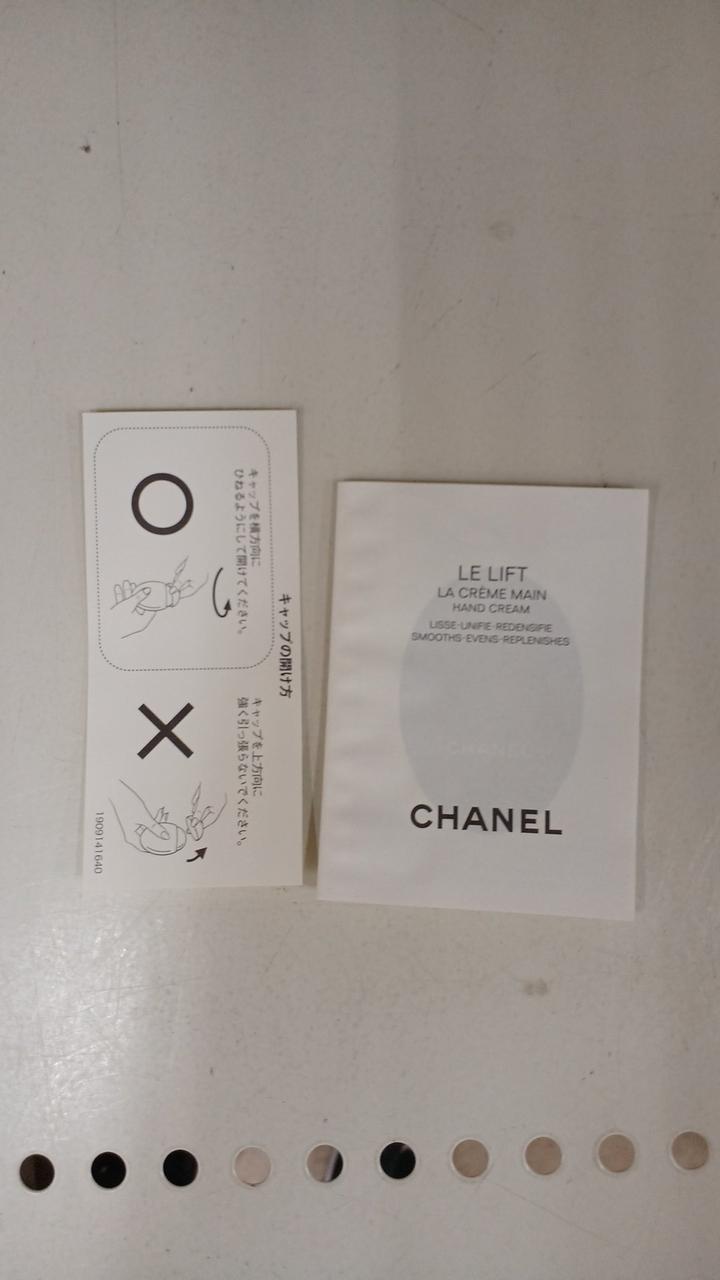 キャップの開け方
キャップを横方向に
ひねるようにして開けてください。
キャップを上方向に
強く引っ張らないでください。
1909141640
LE LIFT
LA CRÈME MAIN
HAND CREAM
LISSE-UNIFIE-REDENSIFIE
SMOOTHS-EVENS-REPLENISHES
CHANEL
CHANEL